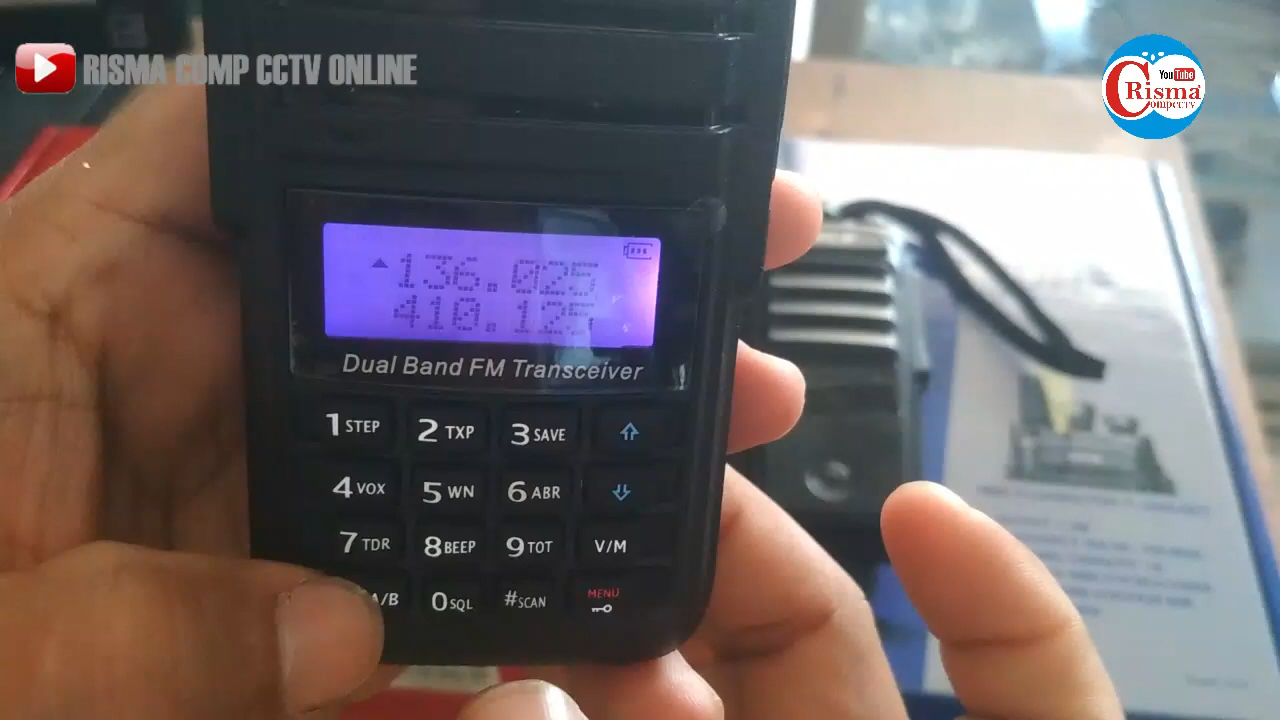 RISMA COMP CCTV ONLINE
YouTube
Crisma
Compcctv
136.025
410.125
Dual Band FM Transceiver
1 STEP 2 TXP 3 SAVE
4 VOX 5 WN 6 ABR
7 TDR 8 BEEP 9 TOT V/M
A/B 0 SQL # SCAN MENU